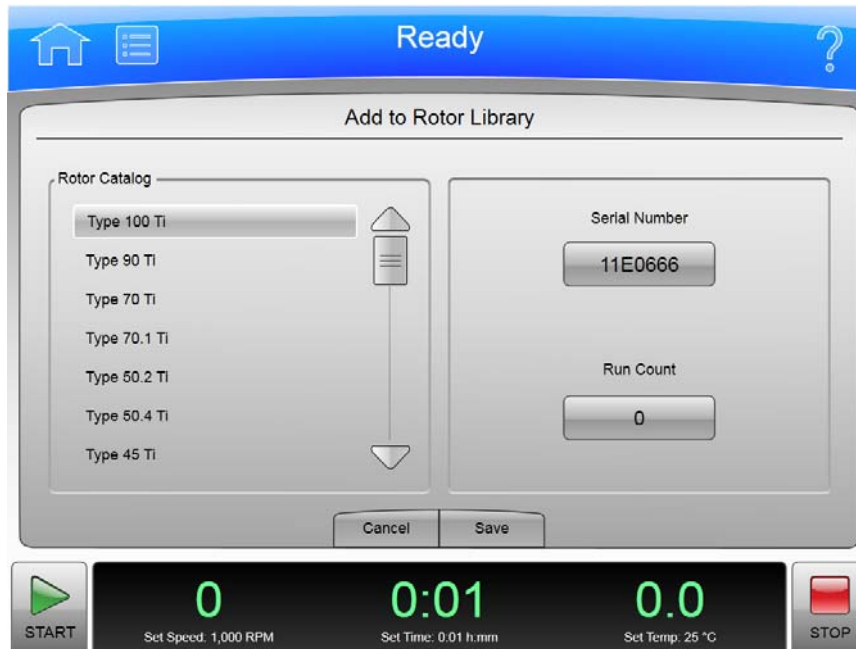 Ready
Add to Rotor Library
Rotor Catalog
Type 100 Ti
Type 90 Ti
Type 70 Ti
Type 70.1 Ti
Type 50.2 Ti
Type 50.4 Ti
Type 45 Ti
Serial Number
11E0666
Run Count
0
Cancel Save
START
0
Set Speed: 1,000 RPM
0:01
Set Time: 0:01 h:mm
0.0
Set Temp: 25 °C
STOP